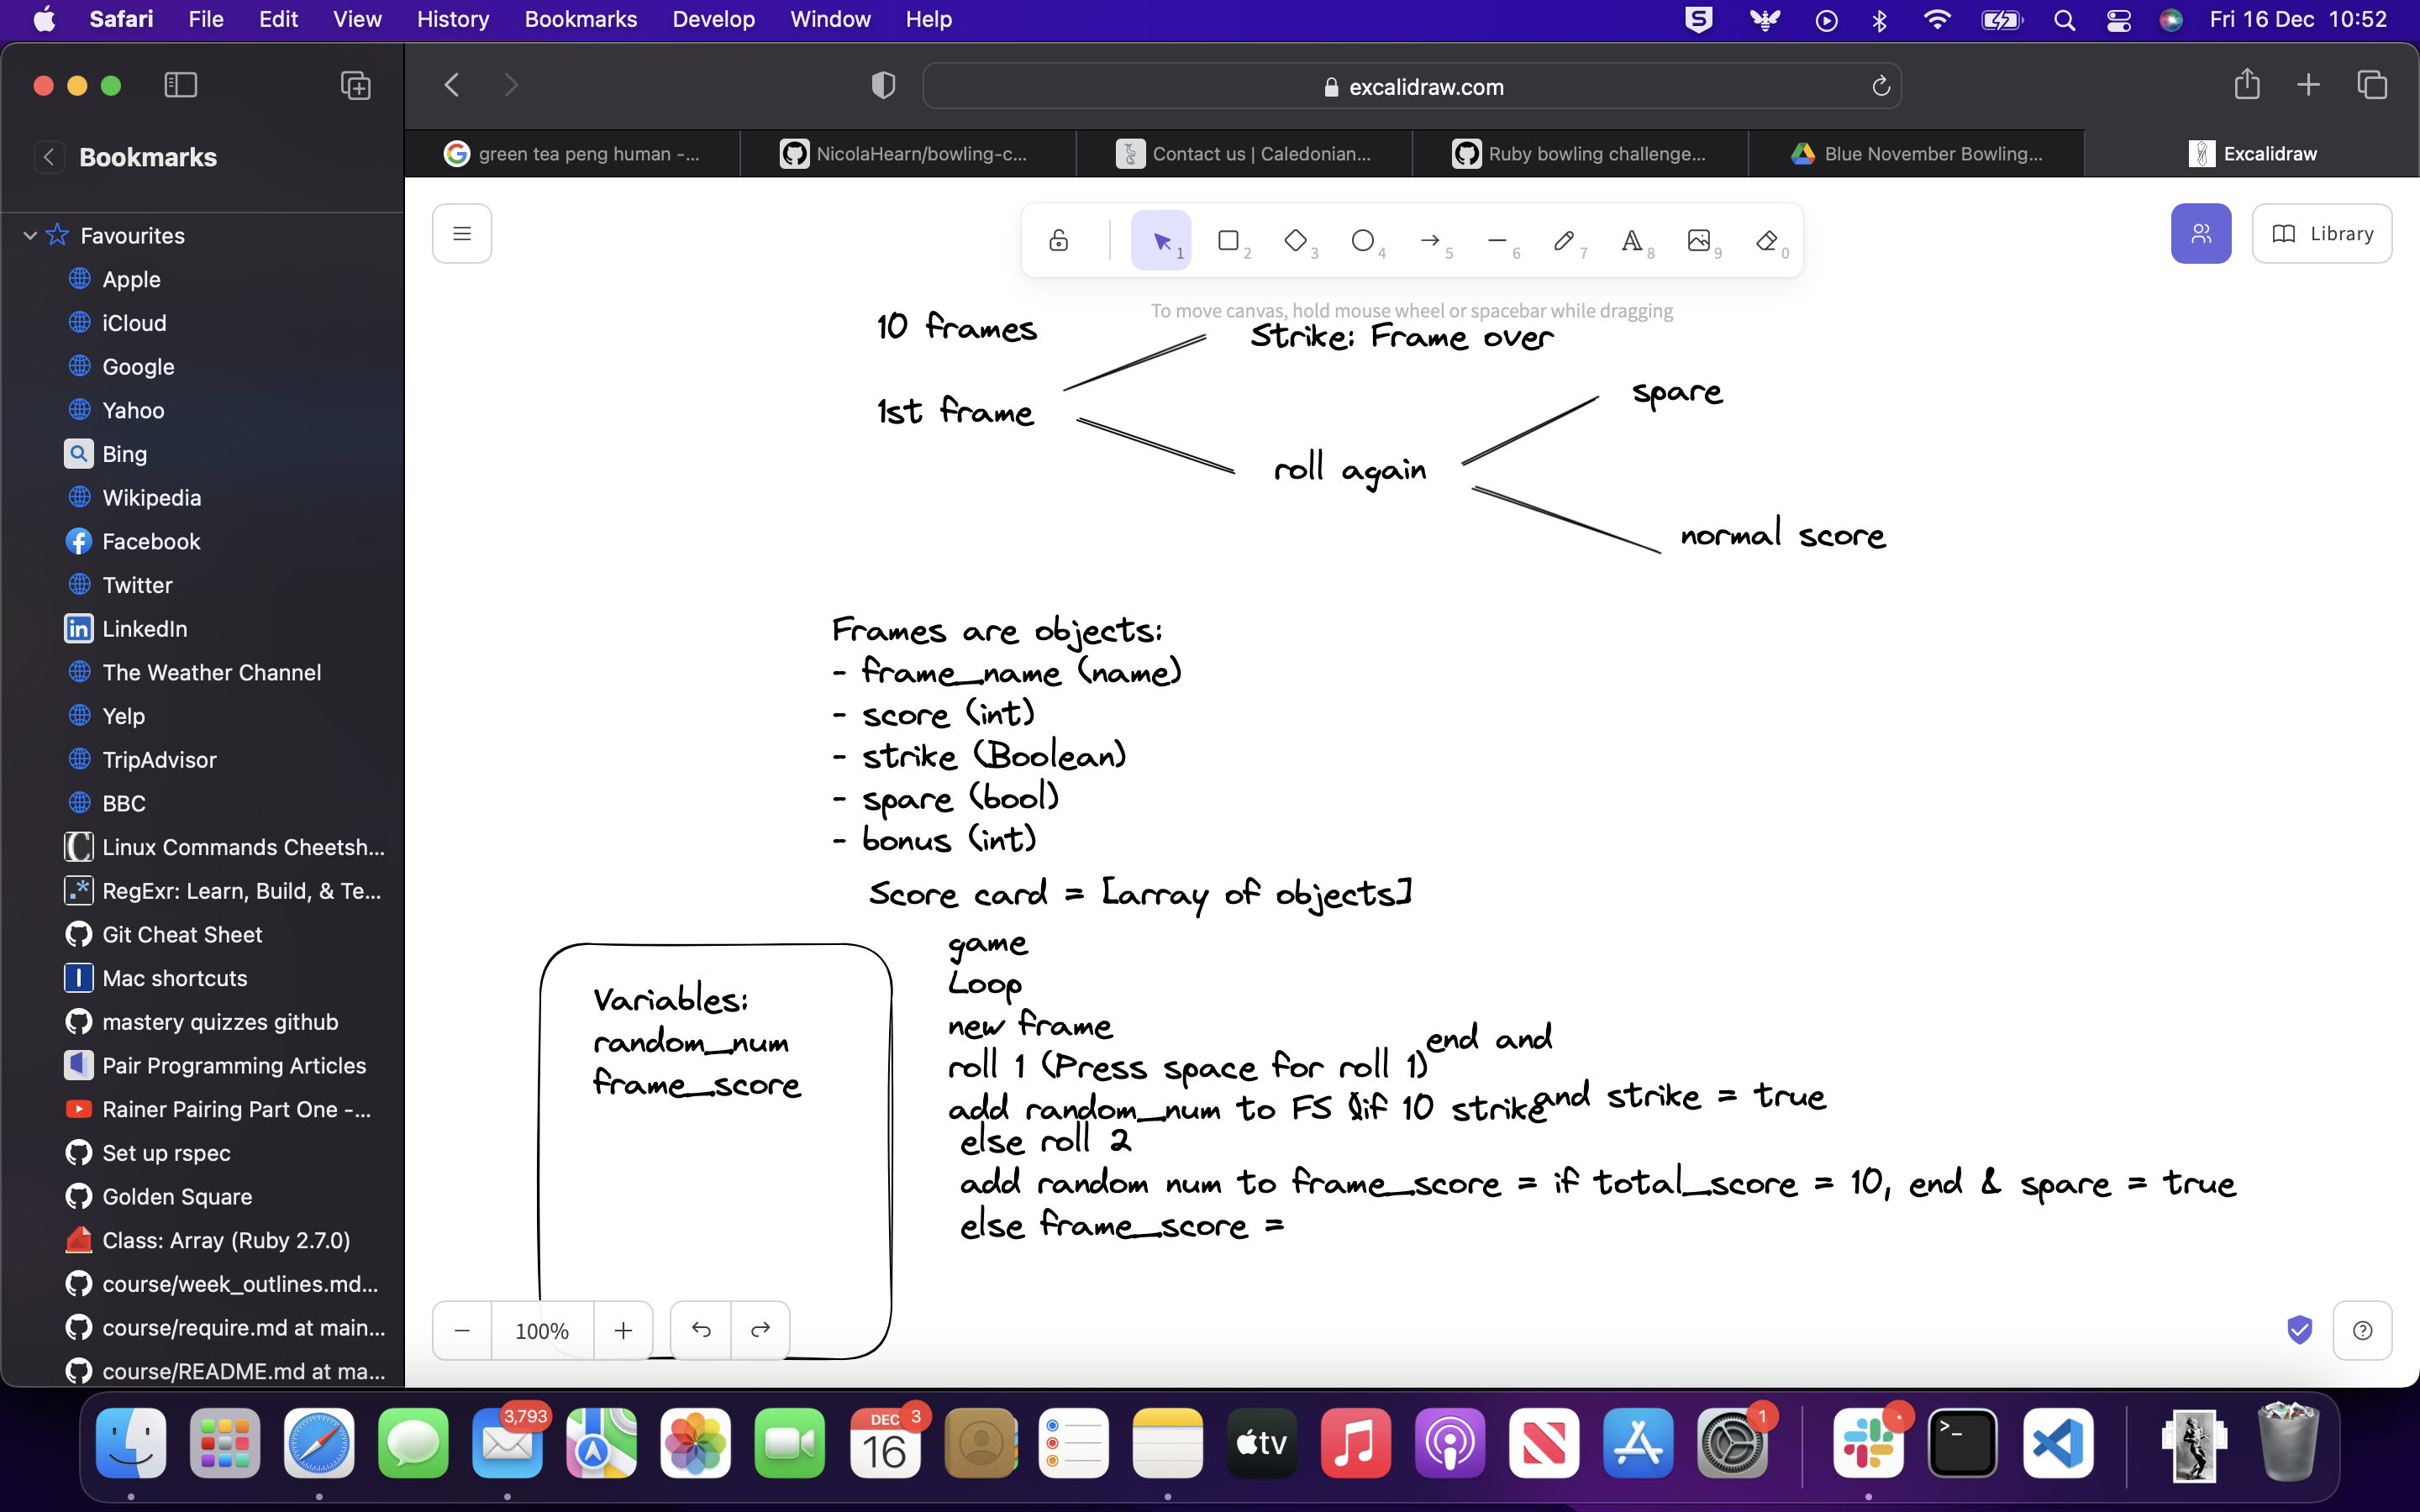 Safari File Edit View History Bookmarks Develop Window Help Fri 16 Dec 10:52
excalidraw.com
Bookmarks
green tea peng human -...
NicolaHearn/bowling-c...
Contact us | Caledonian...
Ruby bowling challenge...
Blue November Bowling...
Excalidraw
Favourites
Apple
iCloud
Google
Yahoo
Bing
Wikipedia
Facebook
Twitter
LinkedIn
The Weather Channel
Yelp
TripAdvisor
BBC
Linux Commands Cheetsh...
RegExr: Learn, Build, & Te...
Git Cheat Sheet
Mac shortcuts
mastery quizzes github
Pair Programming Articles
Rainer Pairing Part One -...
Set up rspec
Golden Square
Class: Array (Ruby 2.7.0)
course/week_outlines.md...
course/require.md at main...
course/README.md at ma...
1 2 3 4 5 6 7 A 8 9 0
Library
To move canvas, hold mouse wheel or spacebar while dragging
10 frames
Strike: Frame over
1st frame
spare
roll again
normal score
Frames are objects:
- frame_name (name)
- score (int)
- strike (Boolean)
- spare (bool)
- bonus (int)
Score card = [array of objects]
Variables:
random_num
frame_score
game
Loop
new frame
roll 1 (Press space for roll 1)
end and
add random_num to FS if 10 strike
and strike = true
else roll 2
add random num to frame_score = if total_score = 10, end & spare = true
else frame_score =
100%
3,793
DEC 3
16
tv
1